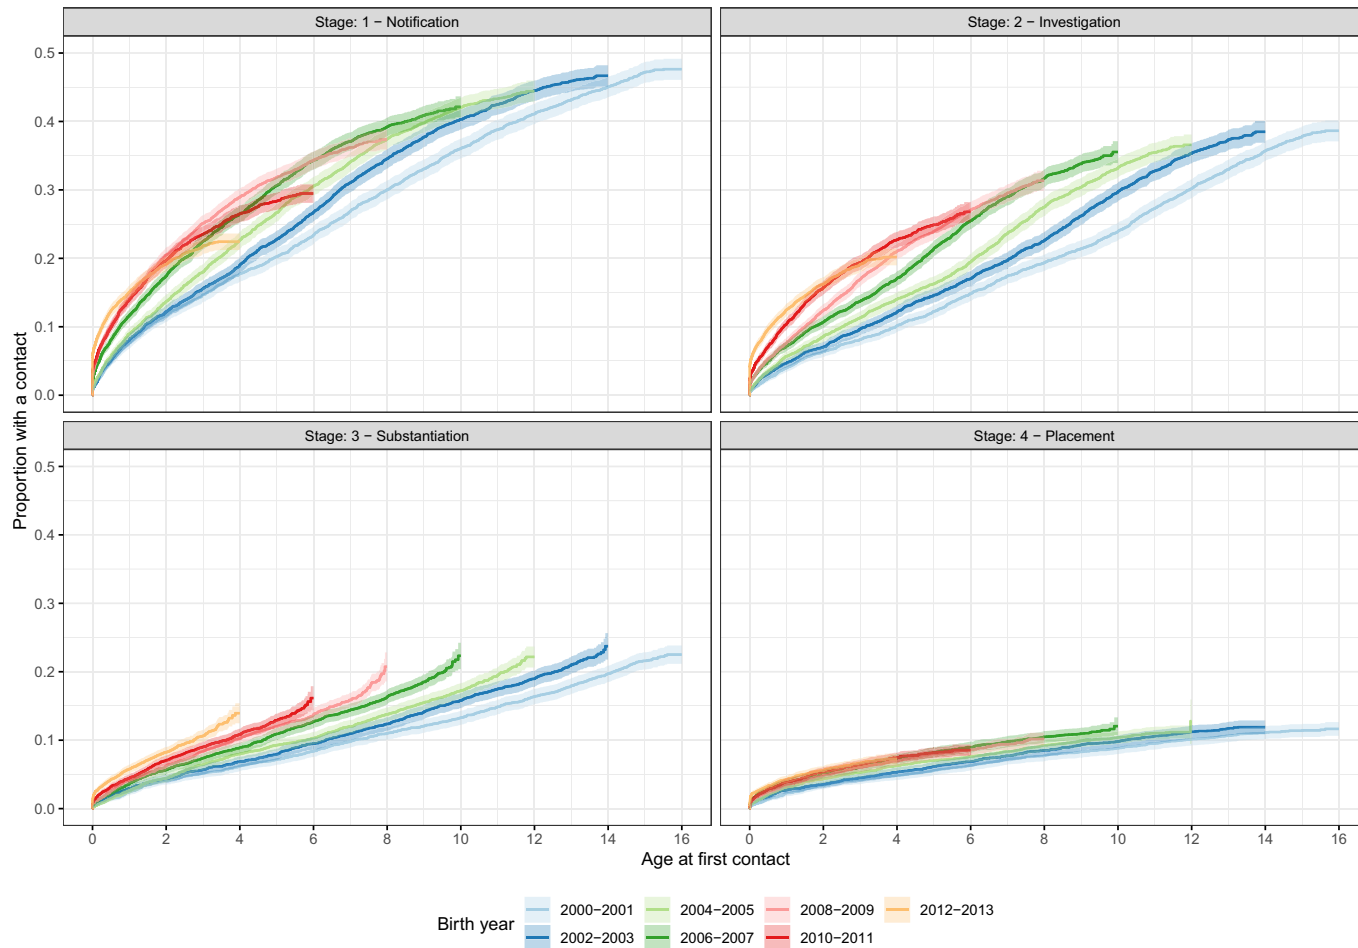 Stage: 1 − Notification
Stage: 2 − Investigation
0.5
0.4
0.3
0.2
0.1
0.0
Stage: 3 − Substantiation
Stage: 4 − Placement
0.5
0.4
0.3
0.2
0.1
0.0
Proportion with a contact
0 2 4 6 8 10 12 14 16
0 2 4 6 8 10 12 14 16
Age at first contact
Birth year
2000−2001 2004−2005 2008−2009 2012−2013
2002−2003 2006−2007 2010−2011